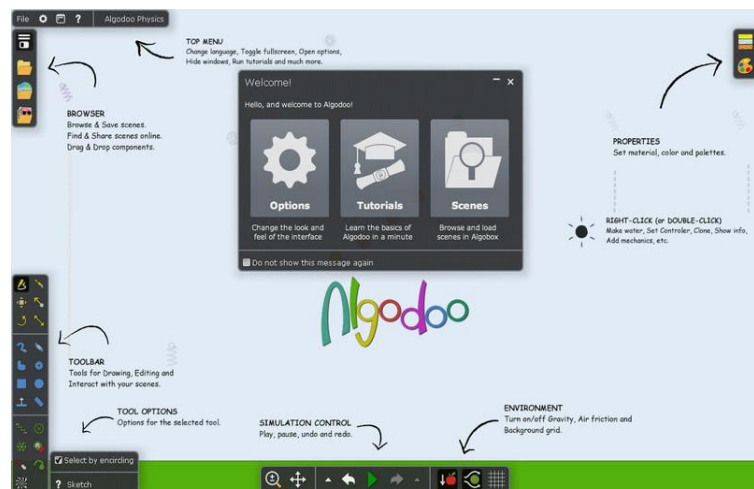 File ? Algodoo Physics
TOP MENU
Change language, Toggle fullscreen, Open options,
Hide windows, Run tutorials and much more.
Welcome!
Hello, and welcome to Algodoo!
Options
Tutorials
Scenes
Change the look and
feel of the interface
Learn the basics of
Algodoo in a minute
Browse and load
scenes in Algobox
Do not show this message again
BROWSER
Browse & Save scenes.
Find & Share scenes online.
Drag & Drop components.
PROPERTIES
Set material, color and palettes.
RIGHT-CLICK (or DOUBLE-CLICK)
Make water, Set Controler, Clone, Show info,
Add mechanics, etc.
Algodoo
TOOLBAR
Tools for Drawing, Editing and
Interact with your scenes.
TOOL OPTIONS
Options for the selected tool.
SIMULATION CONTROL
Play, pause, undo and redo.
ENVIRONMENT
Turn on/off Gravity, Air friction and
Background grid.
Select by encirding
? Sketch